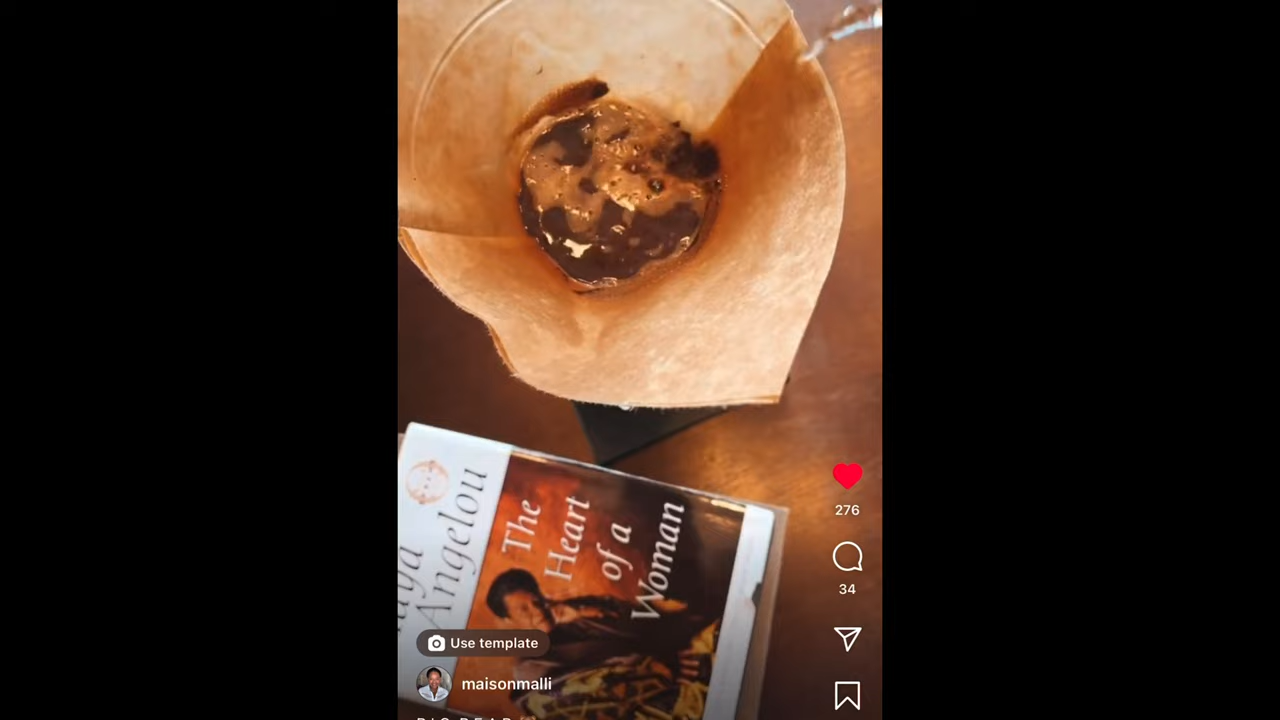 Angelou
The
Heart
of a
Woman
276
34
Use template
maisonmalli